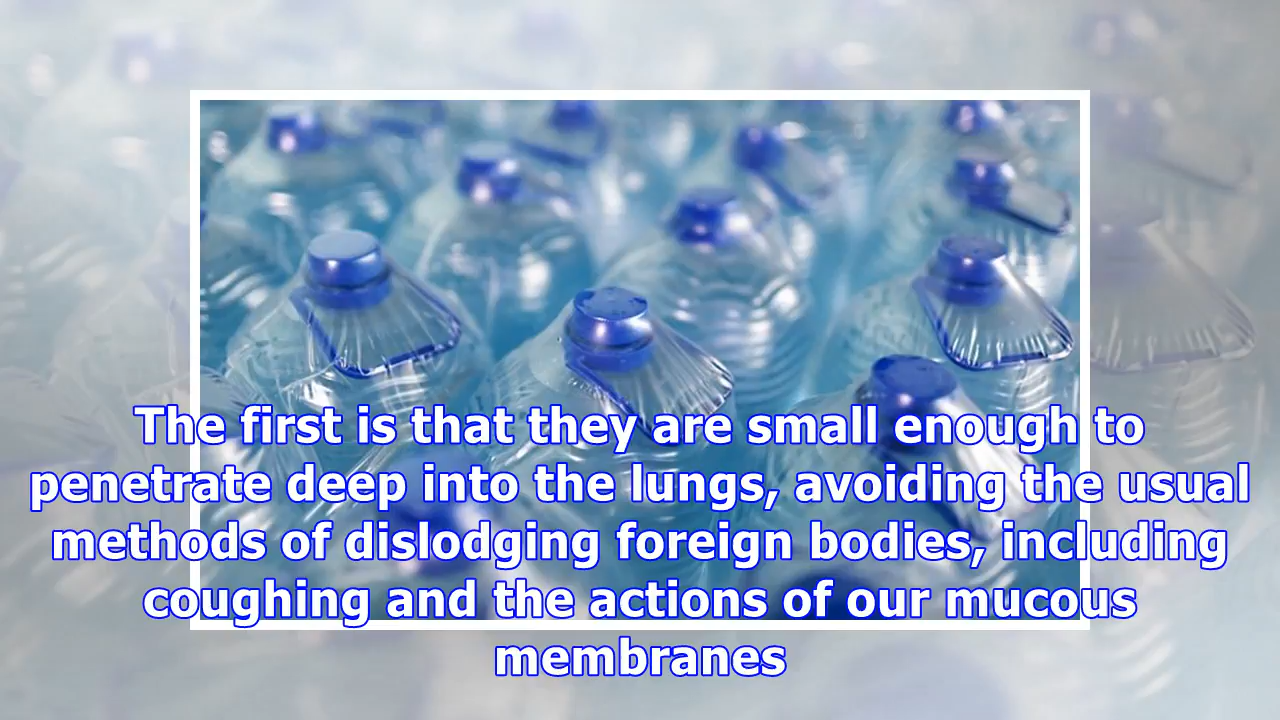 The first is that they are small enough to
penetrate deep into the lungs, avoiding the usual
methods of dislodging foreign bodies, including
coughing and the actions of our mucous
membranes